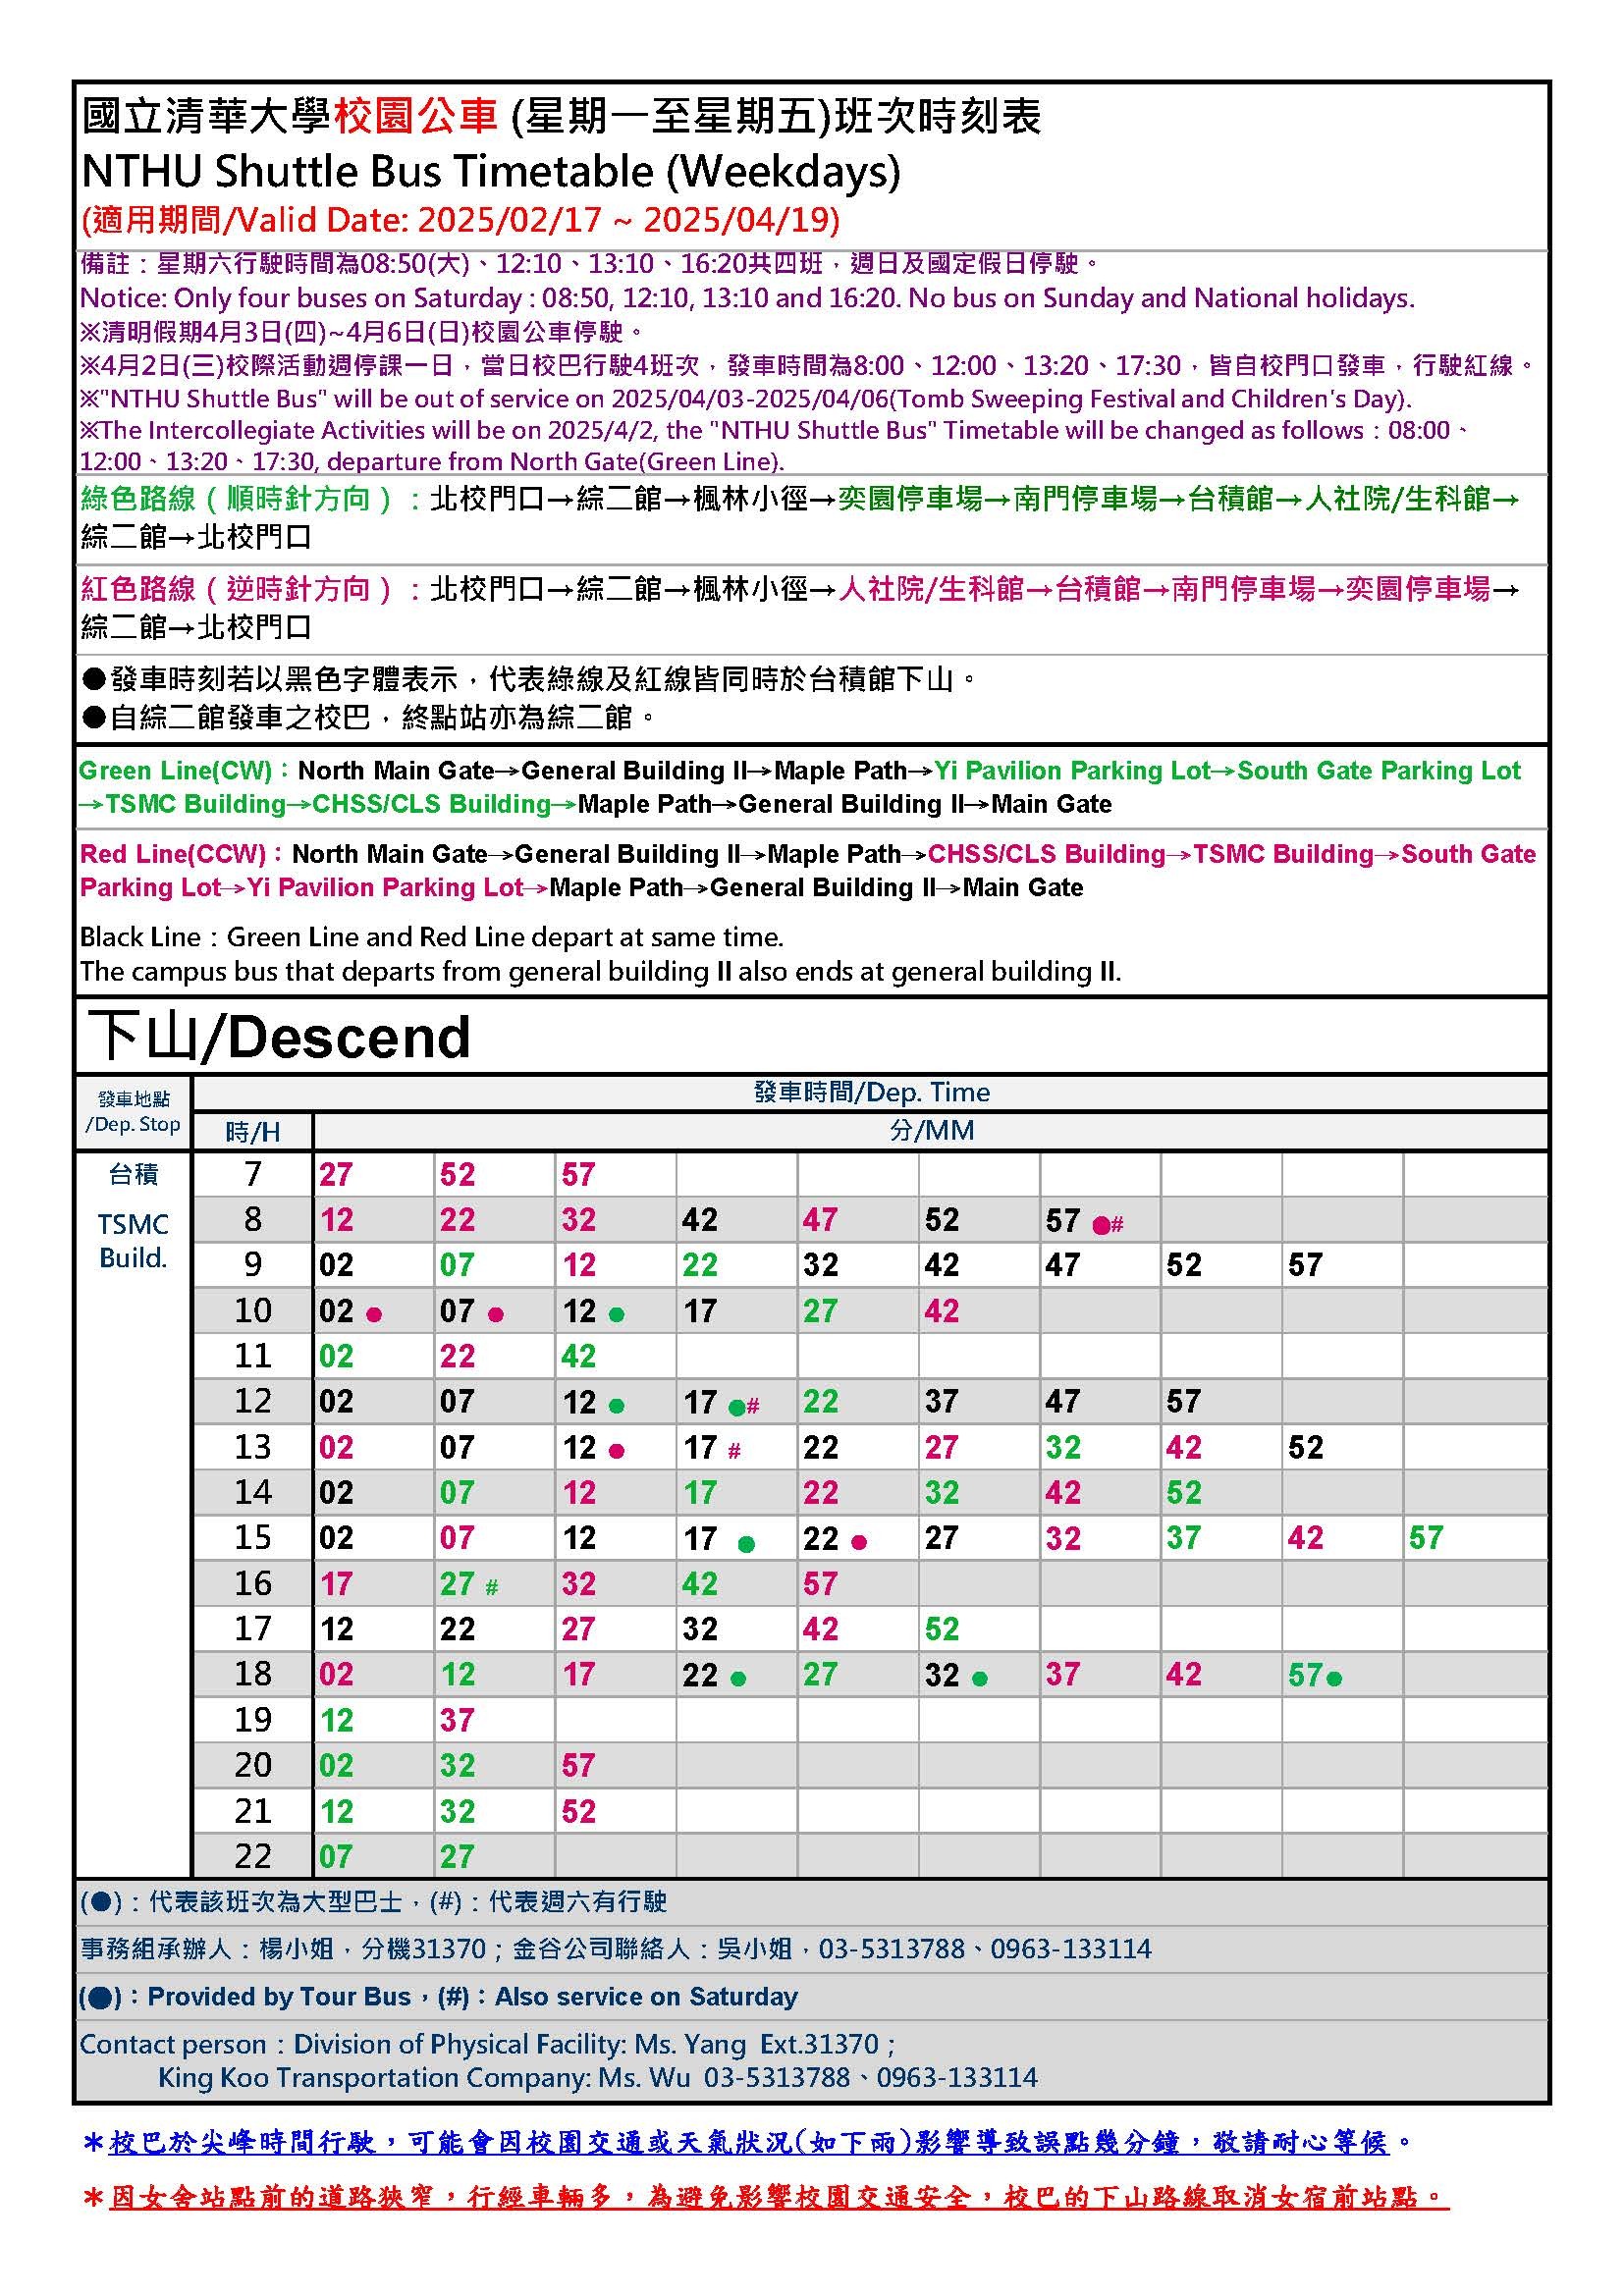 國立清華大學校園公車 (星期一至星期五)班次時刻表
NTHU Shuttle Bus Timetable (Weekdays)
(適用期間/Valid Date: 2025/02/17 ~ 2025/04/19)
備註：星期六行駛時間為08:50(大)、12:10、13:10、16:20共四班，週日及國定假日停駛。
Notice: Only four buses on Saturday : 08:50, 12:10, 13:10 and 16:20. No bus on Sunday and National holidays.
※清明假期4月3日(四)~4月6日(日)校園公車停駛。
※4月2日(三)校際活動週停課一日，當日校巴行駛4班次，發車時間為8:00、12:00、13:20、17:30，皆自校門口發車，行駛紅線。
※"NTHU Shuttle Bus" will be out of service on 2025/04/03-2025/04/06(Tomb Sweeping Festival and Children's Day).
※The Intercollegiate Activities will be on 2025/4/2, the "NTHU Shuttle Bus" Timetable will be changed as follows：08:00、
12:00、13:20、17:30, departure from North Gate(Green Line).
綠色路線（順時針方向）：北校門口→綜二館→楓林小徑→奕園停車場→南門停車場→台積館→人社院/生科館→
綜二館→北校門口
紅色路線（逆時針方向）：北校門口→綜二館→楓林小徑→人社院/生科館→台積館→南門停車場→奕園停車場→
綜二館→北校門口
●發車時刻若以黑色字體表示，代表綠線及紅線皆同時於台積館下山。
●自綜二館發車之校巴，終點站亦為綜二館。
Green Line(CW)：North Main Gate→General Building II→Maple Path→Yi Pavilion Parking Lot→South Gate Parking Lot
→TSMC Building→CHSS/CLS Building→Maple Path→General Building II→Main Gate
Red Line(CCW)：North Main Gate→General Building II→Maple Path→CHSS/CLS Building→TSMC Building→South Gate
Parking Lot→Yi Pavilion Parking Lot→Maple Path→General Building II→Main Gate
Black Line：Green Line and Red Line depart at same time.
The campus bus that departs from general building II also ends at general building II.
下山/Descend
發車地點
/Dep. Stop
發車時間/Dep. Time
時/H 分/MM
台積
TSMC
Build.
7 27 52 57
8 12 22 32 42 47 52 57 ●#
9 02 07 12 22 32 42 47 52 57
10 02 ● 07 ● 12 ● 17 27 42
11 02 22 42
12 02 07 12 ● 17 ●# 22 37 47 57
13 02 07 12 ● 17 # 22 27 32 42 52
14 02 07 12 17 22 32 42 52
15 02 07 12 17 ● 22 ● 27 32 37 42 57
16 17 27 # 32 42 57
17 12 22 27 32 42 52
18 02 12 17 22 ● 27 32 ● 37 42 57●
19 12 37
20 02 32 57
21 12 32 52
22 07 27
(●)：代表該班次為大型巴士，(#)：代表週六有行駛
事務組承辦人：楊小姐，分機31370；金谷公司聯絡人：吳小姐，03-5313788、0963-133114
(●)：Provided by Tour Bus，(#)：Also service on Saturday
Contact person：Division of Physical Facility: Ms. Yang Ext.31370；
King Koo Transportation Company: Ms. Wu 03-5313788、0963-133114
＊校巴於尖峰時間行駛，可能會因校園交通或天氣狀況(如下雨)影響導致誤點幾分鐘，敬請耐心等候。
＊因女舍站點前的道路狹窄，行經車輛多，為避免影響校園交通安全，校巴的下山路線取消女宿前站點。